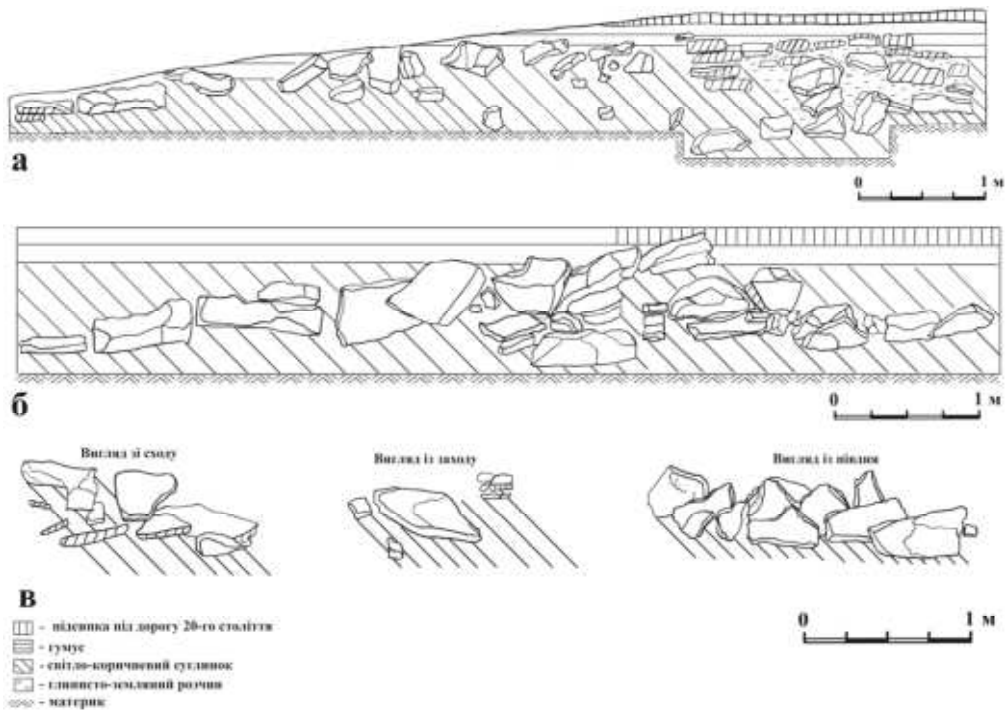 а
0 1 м
б
0 1 м
Вигляд зі сходу Вигляд із заходу Вигляд із півдня
в
0 1 м
- підсипка під дорогу 20-го століття
- гумус
- світло-коричневий суглинок
- глинисто-земляний розчин
- материк